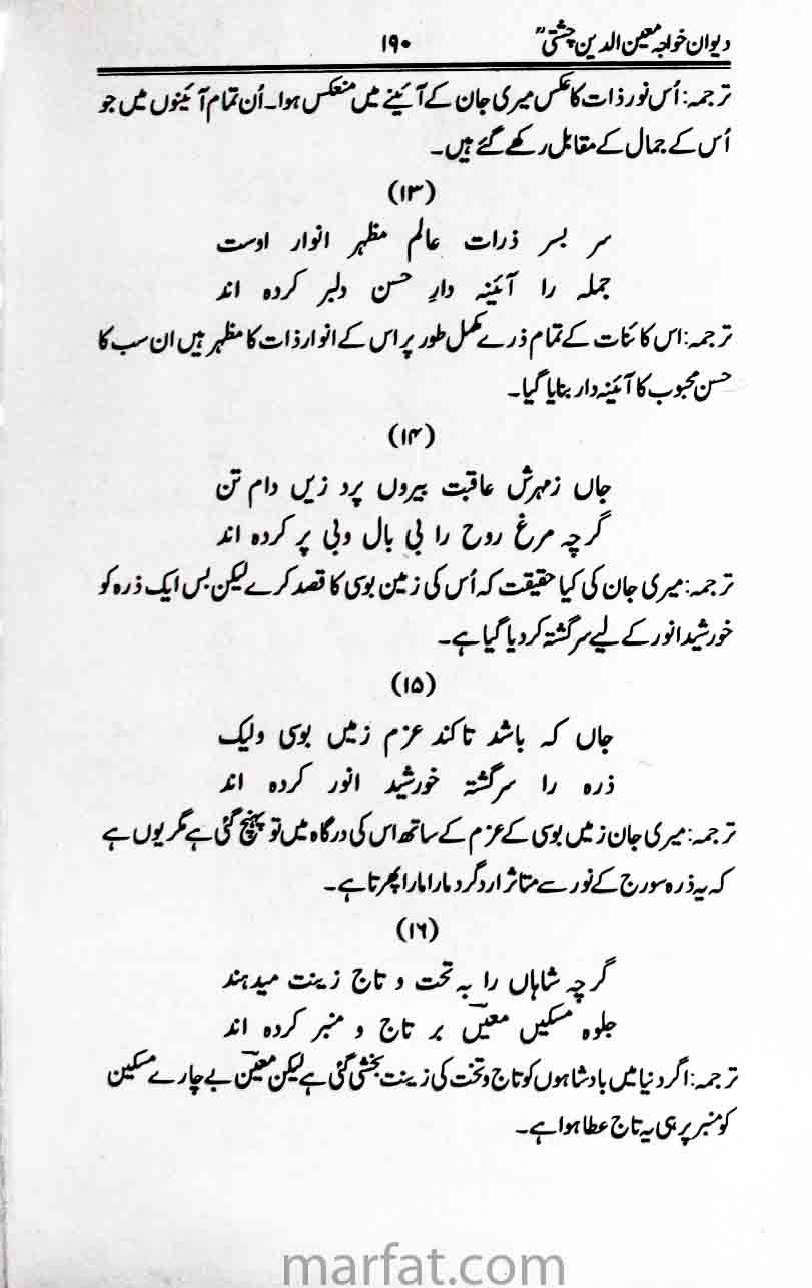 دیوان خواجہ معین الدین چشتیؒ ۱۹۰
ترجمہ: اُس نور ذات کا عکس میری جان کے آئینے میں منعکس ہوا۔ اُن تمام آئینوں میں جو
اُس کے جمال کے مقابل رکھے گئے ہیں۔
(۱۳)
سر بسر ذرات عالم مظہر انوار اوست
جملہ را آئینہ دارِ حسن دلبر کردہ اند
ترجمہ: اس کائنات کے تمام ذرے مکمل طور پر اس کے انوار ذات کا مظہر ہیں ان سب کا
حسن محبوب کا آئینہ دار بنایا گیا۔
(۱۴)
جاں زمہرش عاقبت بیروں پرد زیں دام تن
گرچہ مرغ روح را بی بال وبی پر کردہ اند
ترجمہ: میری جان کی کیا حقیقت کہ اُس کی زمین بوسی کا قصد کرے لیکن بس ایک ذرہ کو
خورشید انور کے لیے سرگشتہ کر دیا گیا ہے۔
(۱۵)
جاں کہ باشد تا کند عزم زمیں بوسی ولیک
ذرہ را سرگشتہ خورشید انور کردہ اند
ترجمہ: میری جان زمیں بوسی کے عزم کے ساتھ اس کی درگاہ میں تو پہنچ گئی ہے مگر یوں ہے
کہ یہ ذرہ سورج کے نور سے متاثر اردگرد مارا مارا پھرتا ہے۔
(۱۶)
گرچہ شاہاں را بہ تخت و تاج زینت میدہند
جلوہ مسکیں معیںؔ بر تاج و منبر کردہ اند
ترجمہ: اگر دنیا میں بادشاہوں کو تاج و تخت کی زینت بخشی گئی ہے لیکن معینؔ بے چارے مسکین
کو منبر پر ہی یہ تاج عطا ہوا ہے۔
marfat.com